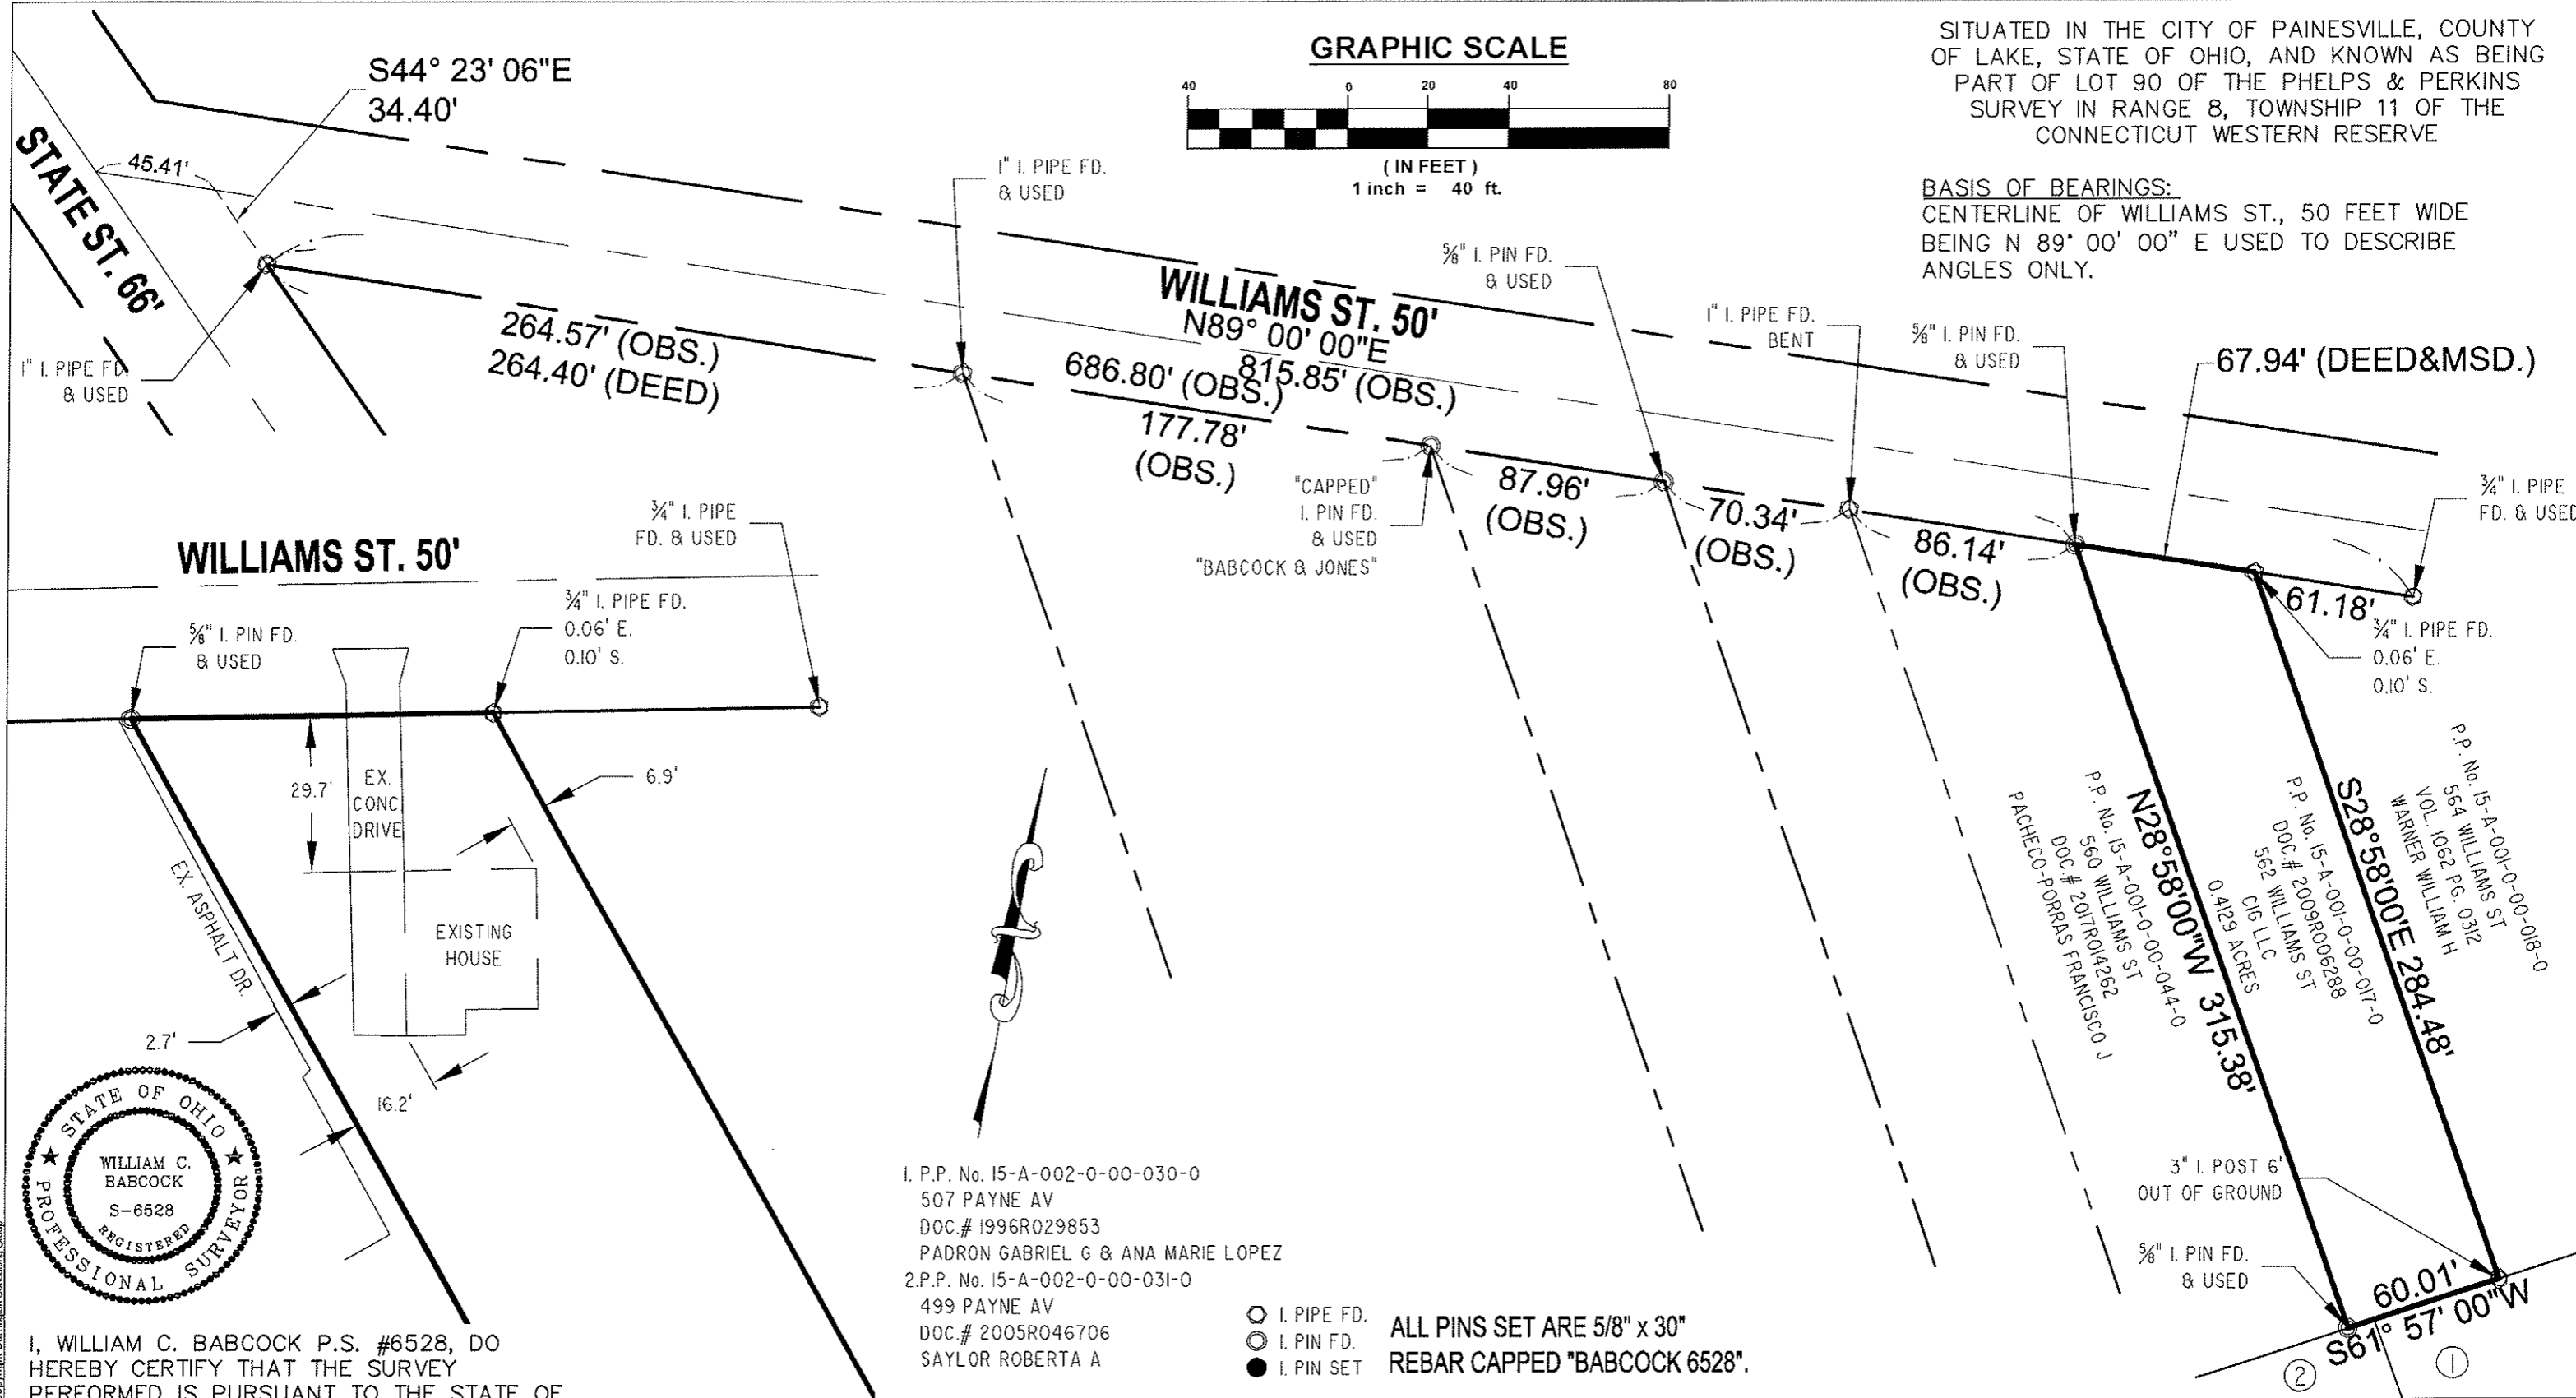 S44° 23' 06"E
34.40'
45.41'
STATE ST. 66'
1" I. PIPE FD.
& USED
264.57' (OBS.)
264.40' (DEED)
GRAPHIC SCALE
40 0 20 40 80
( IN FEET )
1 inch = 40 ft.
SITUATED IN THE CITY OF PAINESVILLE, COUNTY
OF LAKE, STATE OF OHIO, AND KNOWN AS BEING
PART OF LOT 90 OF THE PHELPS & PERKINS
SURVEY IN RANGE 8, TOWNSHIP 11 OF THE
CONNECTICUT WESTERN RESERVE
BASIS OF BEARINGS:
CENTERLINE OF WILLIAMS ST., 50 FEET WIDE
BEING N 89° 00' 00" E USED TO DESCRIBE
ANGLES ONLY.
1" I. PIPE FD.
& USED
WILLIAMS ST. 50'
N89° 00' 00"E
686.80' (OBS.)
815.85' (OBS.)
177.78'
(OBS.)
"CAPPED"
I. PIN FD.
& USED
"BABCOCK & JONES"
5/8" I. PIN FD.
& USED
87.96'
(OBS.)
70.34'
(OBS.)
1" I. PIPE FD.
BENT
86.14'
(OBS.)
5/8" I. PIN FD.
& USED
67.94' (DEED&MSD.)
3/4" I. PIPE
FD. & USED
61.18'
3/4" I. PIPE FD.
0.06' E.
0.10' S.
WILLIAMS ST. 50'
3/4" I. PIPE
FD. & USED
3/4" I. PIPE FD.
0.06' E.
0.10' S.
5/8" I. PIN FD.
& USED
29.7'
EX.
CONC
DRIVE
6.9'
EX. ASPHALT DR.
EXISTING
HOUSE
2.7'
16.2'
STATE OF OHIO
WILLIAM C.
BABCOCK
S-6528
REGISTERED
PROFESSIONAL SURVEYOR
I, WILLIAM C. BABCOCK P.S. #6528, DO
HEREBY CERTIFY THAT THE SURVEY
PERFORMED IS PURSUANT TO THE STATE OF
1. P.P. No. 15-A-002-0-00-030-0
507 PAYNE AV
DOC.# 1996R029853
PADRON GABRIEL G & ANA MARIE LOPEZ
2.P.P. No. 15-A-002-0-00-031-0
499 PAYNE AV
DOC.# 2005R046706
SAYLOR ROBERTA A
I. PIPE FD.
I. PIN FD.
I. PIN SET
ALL PINS SET ARE 5/8" x 30"
REBAR CAPPED "BABCOCK 6528".
P.P. No. 15-A-001-0-00-044-0
560 WILLIAMS ST
DOC.# 2017R014262
PACHECO-PORRAS FRANCISCO J
N28°58'00"W 315.38'
P.P. No. 15-A-001-0-00-017-0
DOC.# 2009R006288
562 WILLIAMS ST
CIG LLC
0.4129 ACRES
S28°58'00"E 284.48'
P.P. No. 15-A-001-0-00-018-0
564 WILLIAMS ST
VOL. 1062 PG. 0312
WARNER WILLIAM H
3" I. POST 6'
OUT OF GROUND
5/8" I. PIN FD.
& USED
60.01'
S61° 57' 00"W
2
1